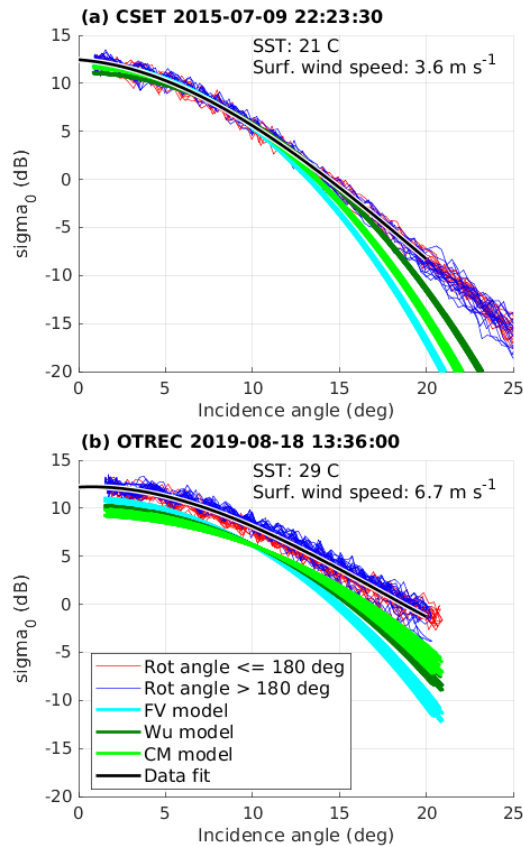 (a) CSET 2015-07-09 22:23:30
SST: 21 C
Surf. wind speed: 3.6 m s-1
15
10
5
0
-5
-10
-15
-20
sigma0 (dB)
0
5
10
15
20
25
Incidence angle (deg)
(b) OTREC 2019-08-18 13:36:00
SST: 29 C
Surf. wind speed: 6.7 m s-1
15
10
5
0
-5
-10
-15
-20
sigma0 (dB)
Rot angle <= 180 deg
Rot angle > 180 deg
FV model
Wu model
CM model
Data fit
0
5
10
15
20
25
Incidence angle (deg)